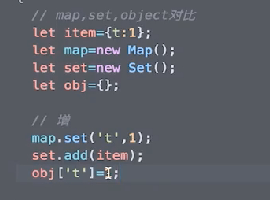 {
// map,set,object对比
let item={t:1};
let map=new Map();
let set=new Set();
let obj={};
// 增
map.set('t',1);
set.add(item);
obj['t']=1;